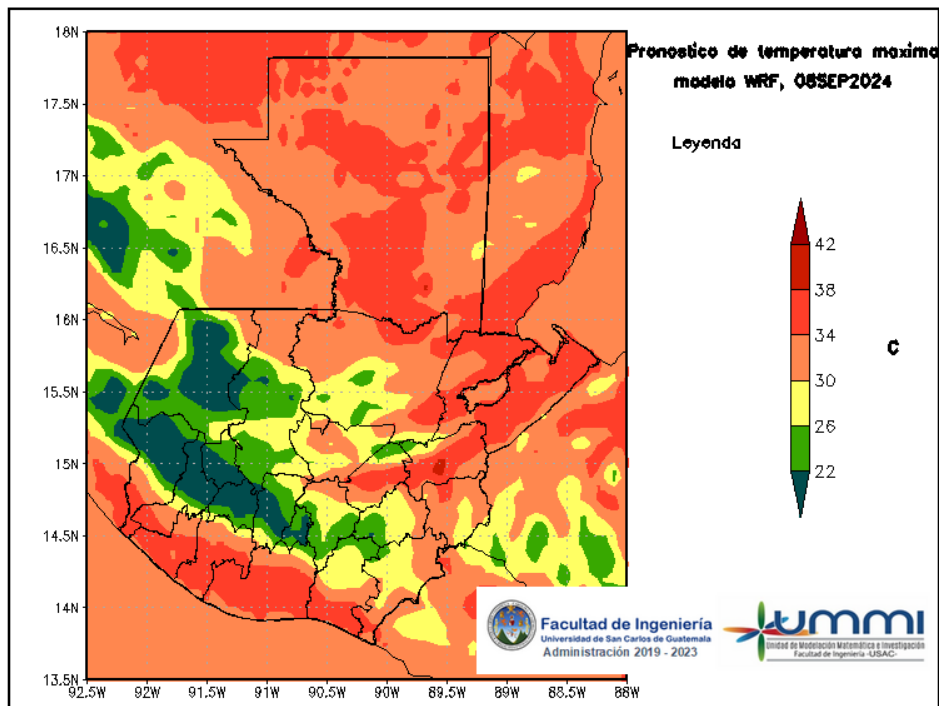 Pronostico de temperatura maxima
modelo WRF, 08SEP2024
Leyenda
42
38
34
30
26
22
C
18N
17.5N
17N
16.5N
16N
15.5N
15N
14.5N
14N
13.5N
92.5W 92W 91.5W 91W 90.5W 90W 89.5W 89W 88.5W 88W
Facultad de Ingeniería
Universidad de San Carlos de Guatemala
Administración 2019 - 2023
UMMI
Unidad de Modelación Matemática e Investigación
Facultad de Ingeniería -USAC-